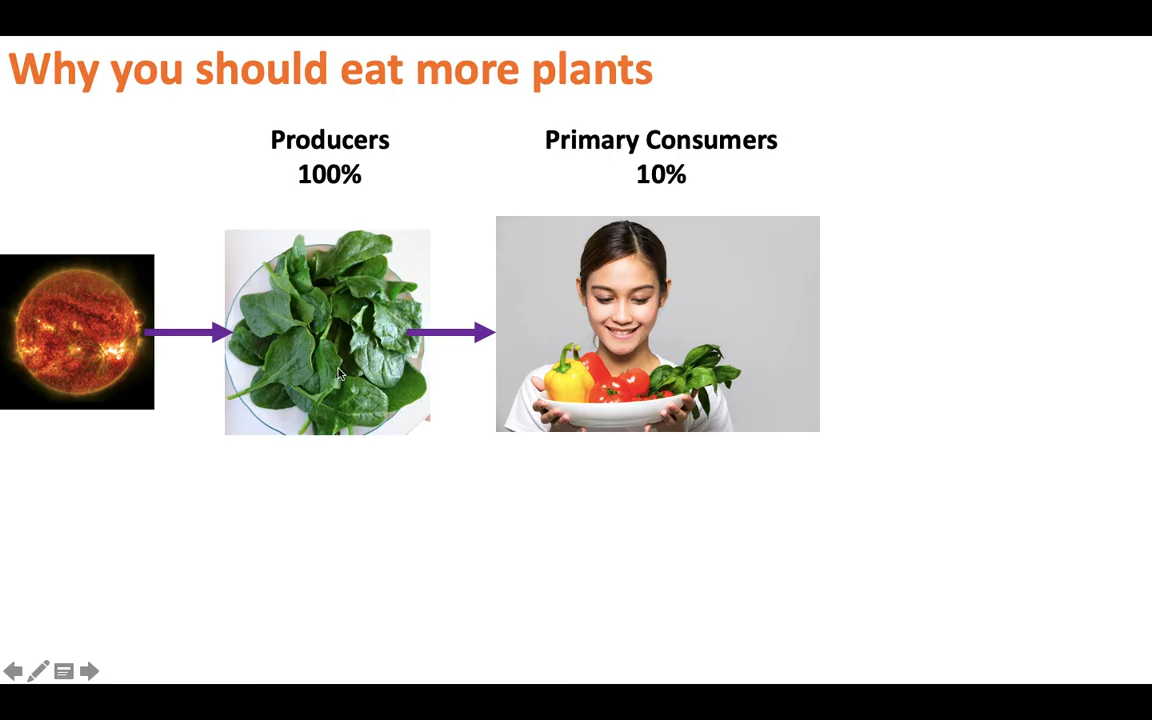 Why you should eat more plants
Producers
100%
Primary Consumers
10%